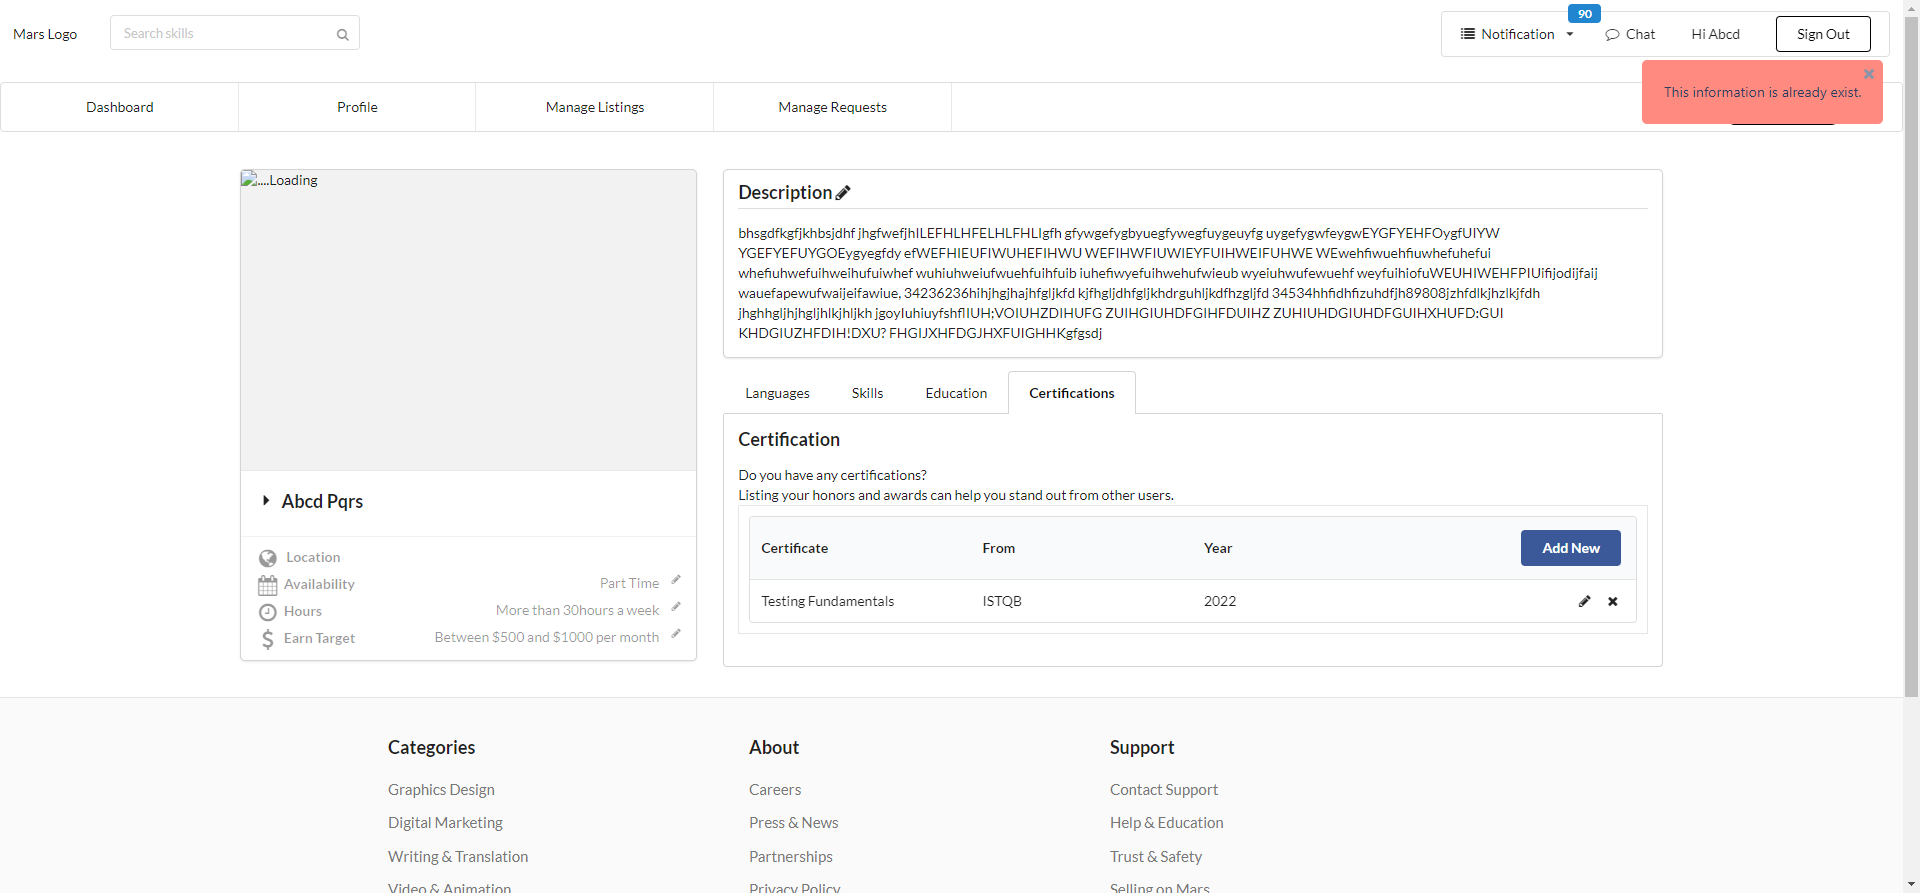 Mars Logo
Search skills
90
Notification
Chat
Hi Abcd
Sign Out
This information is already exist.
Dashboard
Profile
Manage Listings
Manage Requests
....Loading
Abcd Pqrs
Location
Availability
Part Time
Hours
More than 30hours a week
Earn Target
Between $500 and $1000 per month
Description
bhsgdfkgfjkhbsjdhf jhgfwefjhILEFHLHFELHLFHLIgfh gfywgefygbyuegfywegfuygeuyfg uygefygwfeygwEYGFYEHFOygfUIYW
YGEFYEFUYGOEygyegfdy efWEFHIEUFIWUHEFIHWU WEFIHWFIUWIEYFUIHWEIFUHWE WEwehfiwuehfiuwhefuhefui
whefiuhwefuihweihufuiwhef wuhiuhweiufwuehfuihfuib iuhefiwyefuihwehufwieub wyeiuhwufewuehf weyfuihiofuWEUHIWEHFPIUifijodijfaij
wauefapewufwaijeifawiue, 34236236hihjhgjhajhfgljkfd kjfhgljdhfgljkhdrguhljkdfhzgljfd 34534hhfidhfizuhdfjh89808jzhfdlkjhzlkjfdh
jhghhgljhjhgljhlkjhljkh jgoyIuhiuyfshflIUH;VOIUHZDIHUFG ZUIHGIUHDFGIHFDUIHZ ZUHIUHDGIUHDFGUIHXHUFD:GUI
KHDGIUZHFDIH!DXU? FHGIJXHFDGJHXFUIGHHKgfgsdj
Languages
Skills
Education
Certifications
Certification
Do you have any certifications?
Listing your honors and awards can help you stand out from other users.
Certificate
From
Year
Add New
Testing Fundamentals
ISTQB
2022
Categories
About
Support
Graphics Design
Careers
Contact Support
Digital Marketing
Press & News
Help & Education
Writing & Translation
Partnerships
Trust & Safety
Video & Animation
Privacy Policy
Selling on Mars